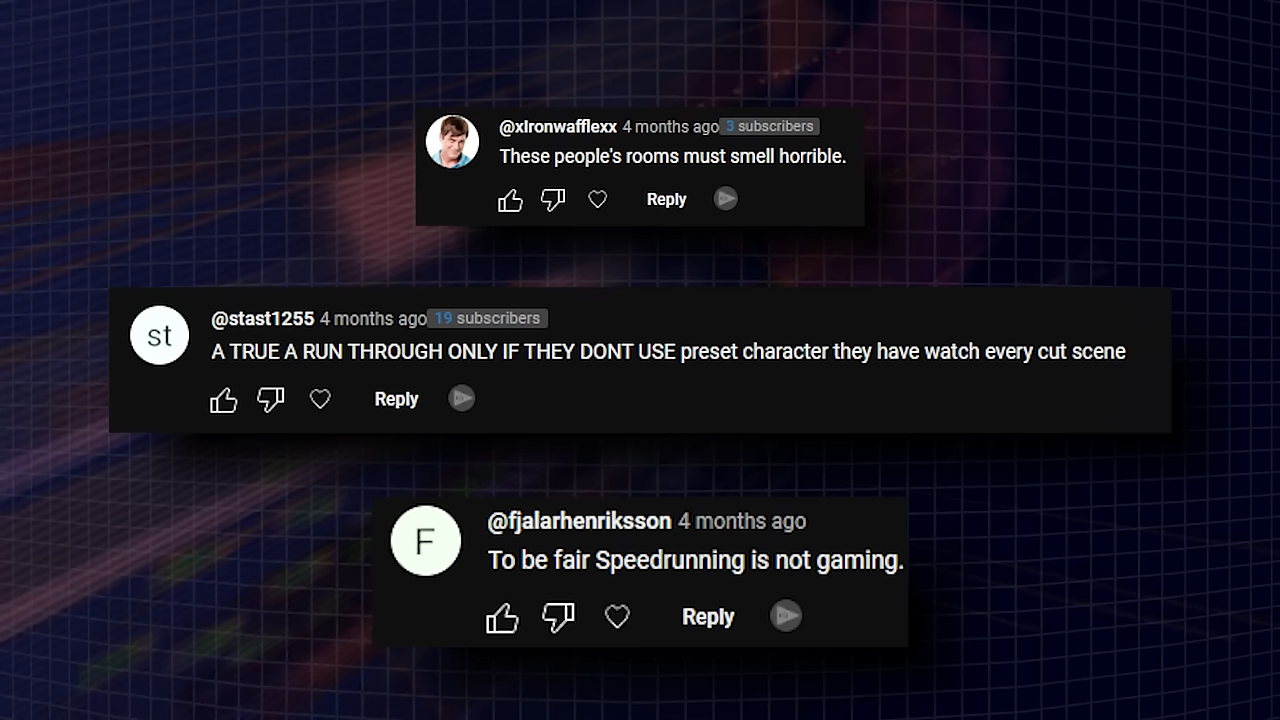 @xIronwafflexx 4 months ago 3 subscribers
These people's rooms must smell horrible.
Reply
st
@stast1255 4 months ago 19 subscribers
A TRUE A RUN THROUGH ONLY IF THEY DONT USE preset character they have watch every cut scene
Reply
F
@fjalarhenriksson 4 months ago
To be fair Speedrunning is not gaming.
Reply